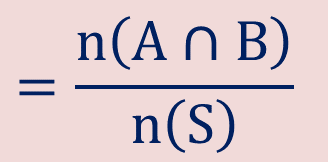 = n(A ∩ B)
n(S)